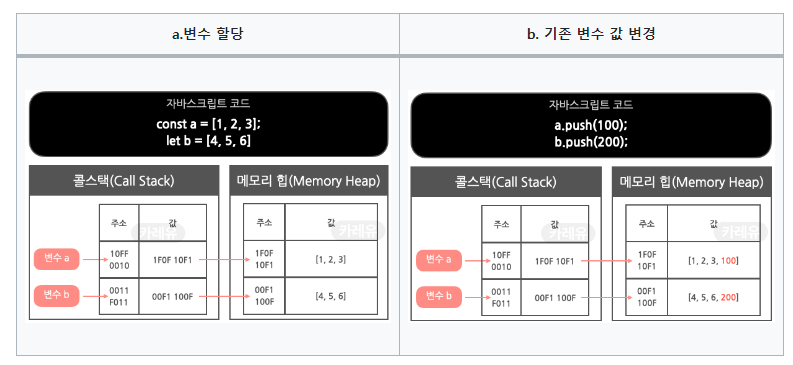 a.변수 할당
자바스크립트 코드
const a = [1, 2, 3];
let b = [4, 5, 6]
콜스택(Call Stack)
메모리 힙(Memory Heap)
주소
값
주소
값
카레유
카레유
변수 a
10FF
0010
1F0F 10F1
1F0F
10F1
[1, 2, 3]
변수 b
0011
F011
00F1 100F
00F1
100F
[4, 5, 6]
b. 기존 변수 값 변경
자바스크립트 코드
a.push(100);
b.push(200);
콜스택(Call Stack)
메모리 힙(Memory Heap)
주소
값
주소
값
카레유
카레유
변수 a
10FF
0010
1F0F 10F1
1F0F
10F1
[1, 2, 3, 100]
변수 b
0011
F011
00F1 100F
00F1
100F
[4, 5, 6, 200]